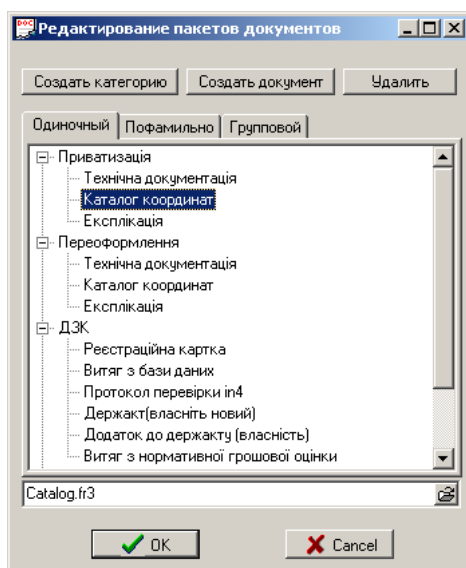 Редактирование пакетов документов
Создать категорию Создать документ Удалить
Одиночный Пофамильно Групповой
Приватизація
Технічна документація
Каталог координат
Експлікація
Переоформлення
Технічна документація
Каталог координат
Експлікація
ДЗК
Реєстраційна картка
Витяг з бази даних
Протокол перевірки in4
Держакт(власніть новий)
Додаток до держакту (власність)
Витяг з нормативної грошової оцінки
Catalog.fr3
OK Cancel